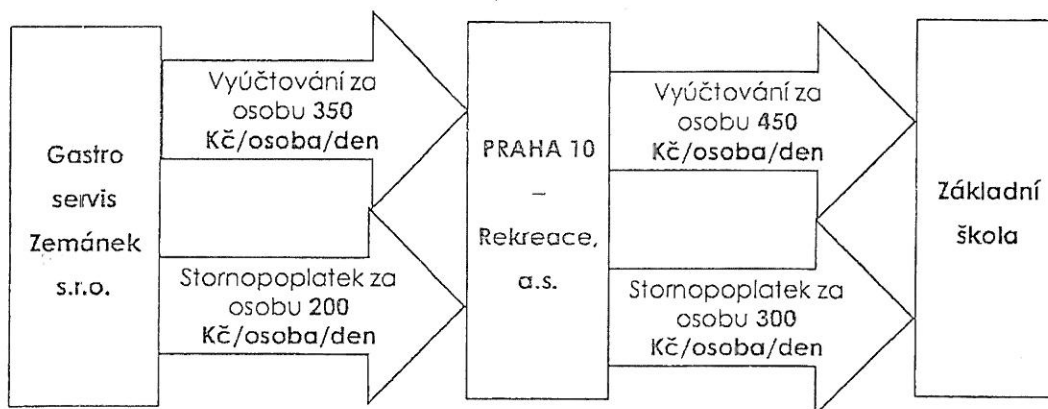 Gastro
servis
Zemánek
s.r.o.
Vyúčtování za
osobu 350
Kč/osoba/den
Stornopoplatek za
osobu 200
Kč/osoba/den
PRAHA 10
–
Rekreace,
a.s.
Vyúčtování za
osobu 450
Kč/osoba/den
Stornopoplatek za
osobu 300
Kč/osoba/den
Základní
škola